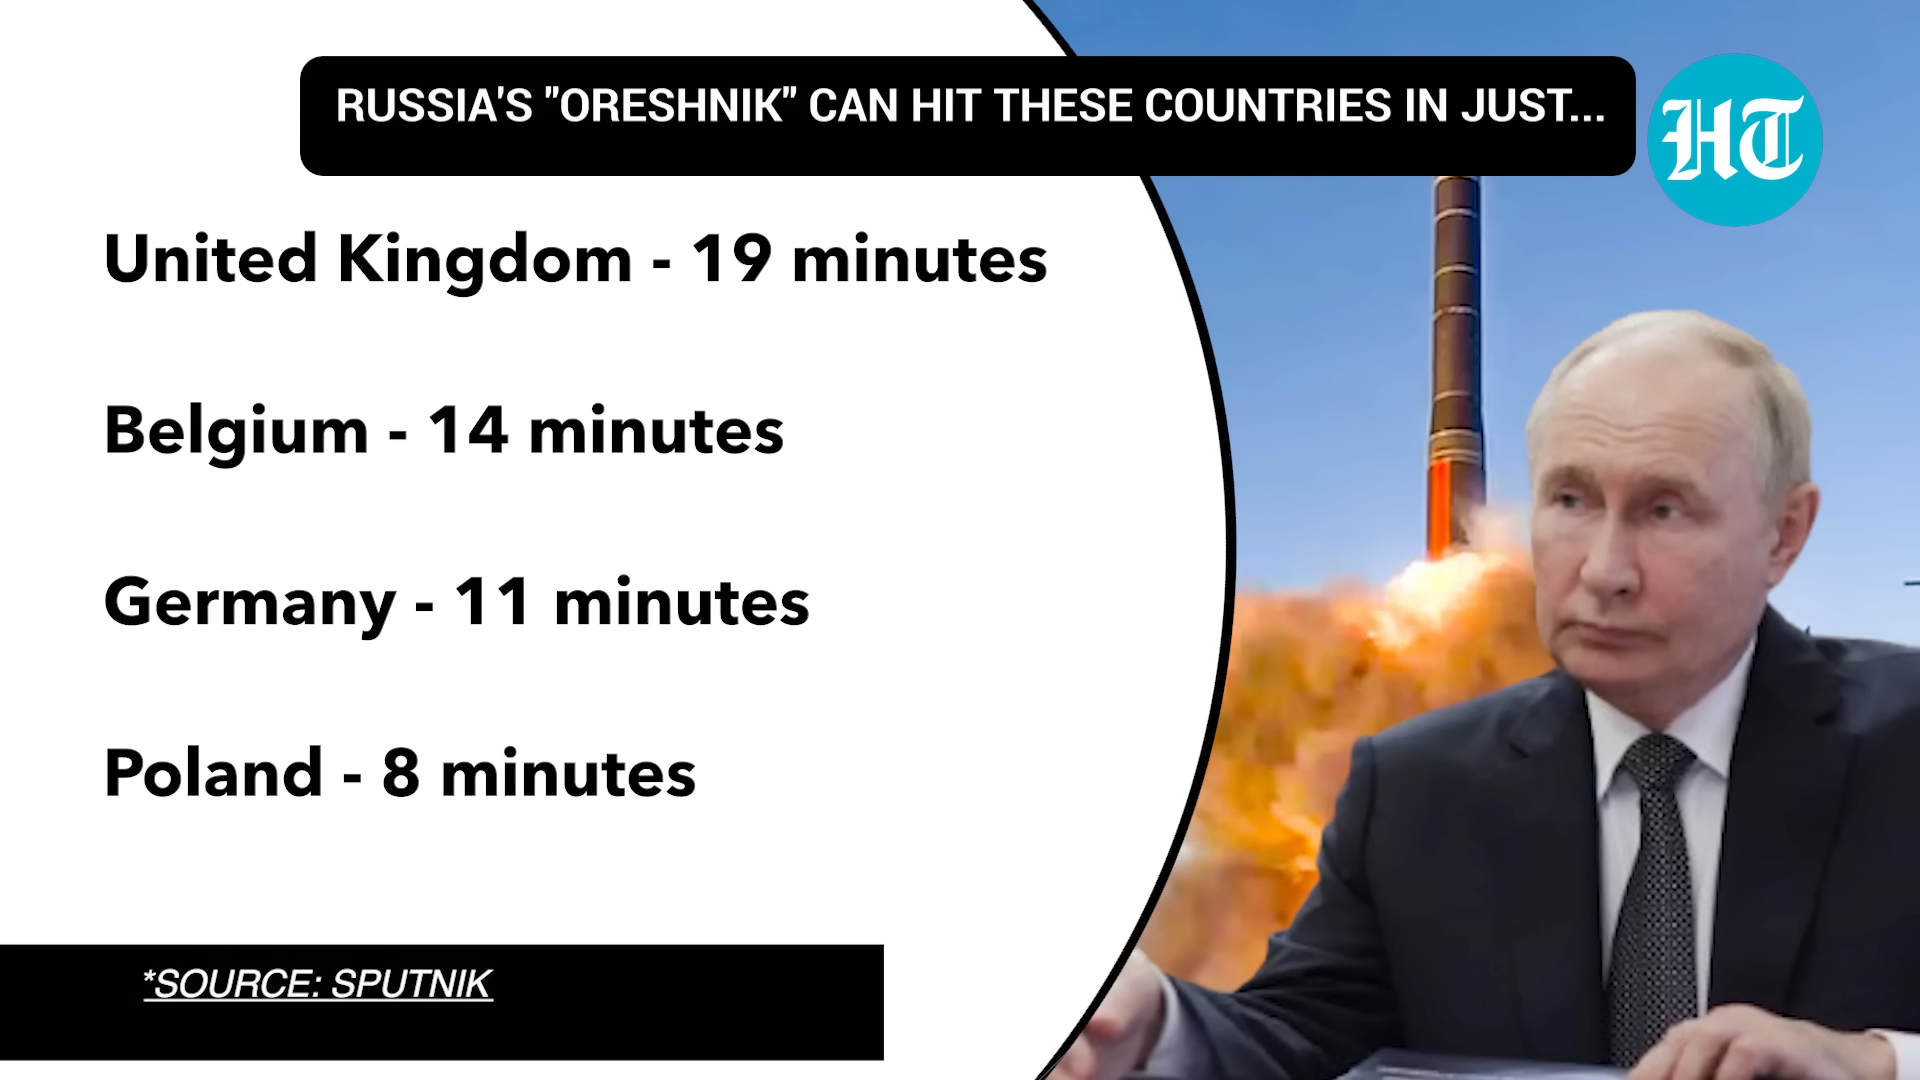 RUSSIA'S "ORESHNIK" CAN HIT THESE COUNTRIES IN JUST...
HT
United Kingdom - 19 minutes
Belgium - 14 minutes
Germany - 11 minutes
Poland - 8 minutes
*SOURCE: SPUTNIK